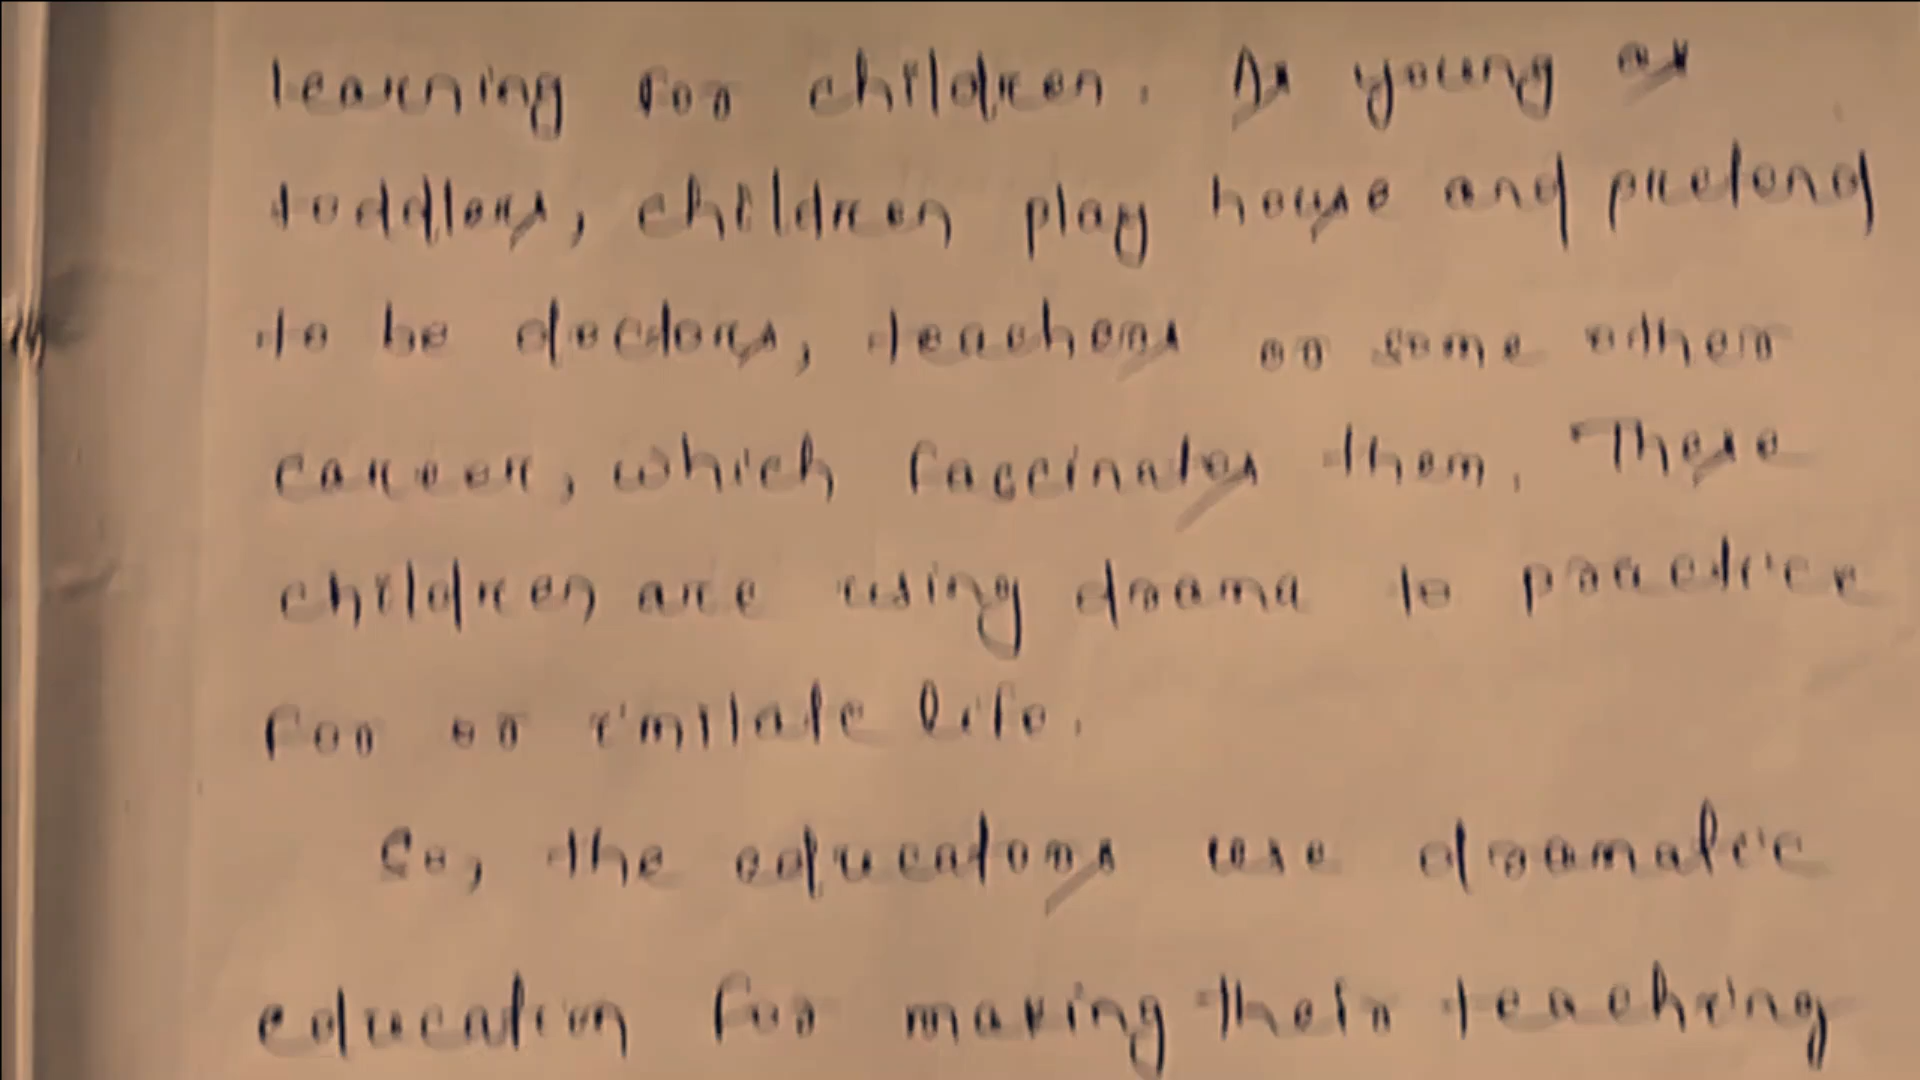 learning for children. As young as
toddlers, children play house and pretend
to be doctors, teachers or some other
career, which faccinates them. These
children are using drama to practice
for or imitate life.
So, the educators use dramatic
education for making their teaching